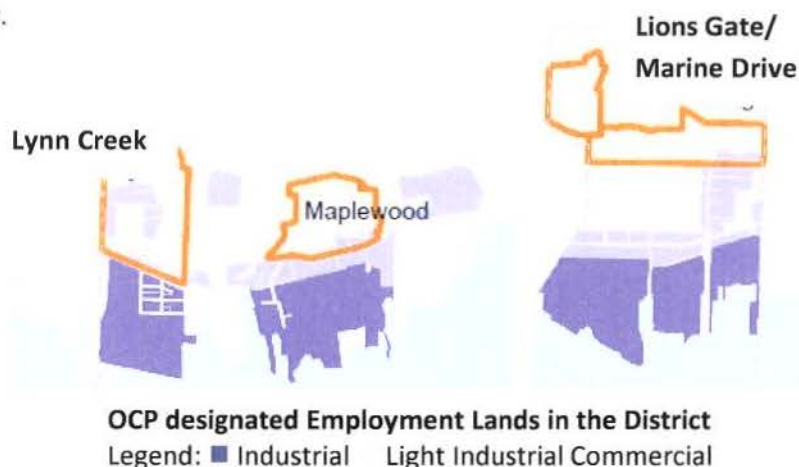 Lions Gate/
Marine Drive
Lynn Creek
Maplewood
OCP designated Employment Lands in the District
Legend: Industrial Light Industrial Commercial